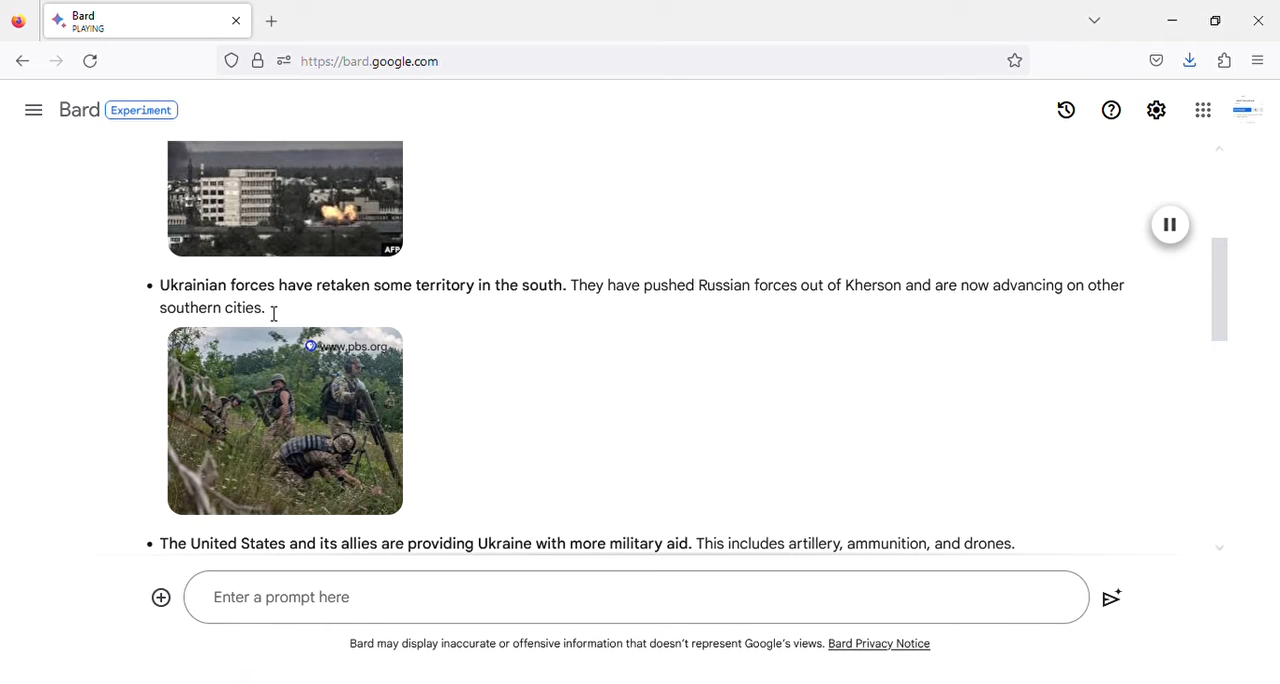 Bard
PLAYING
https://bard.google.com
Bard Experiment
AFP
Ukrainian forces have retaken some territory in the south. They have pushed Russian forces out of Kherson and are now advancing on other
southern cities.
www.pbs.org
The United States and its allies are providing Ukraine with more military aid. This includes artillery, ammunition, and drones.
Enter a prompt here
Bard may display inaccurate or offensive information that doesn't represent Google's views. Bard Privacy Notice